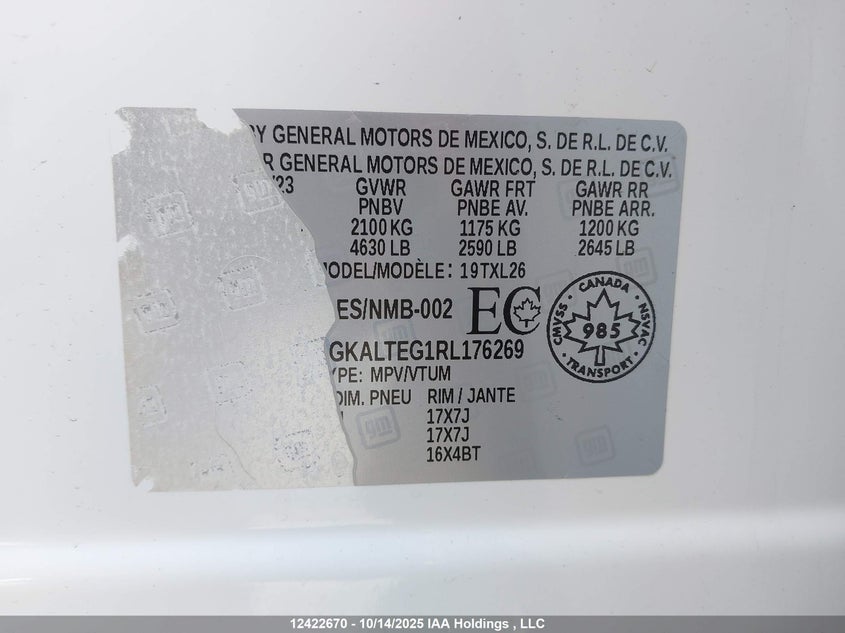 BY GENERAL MOTORS DE MEXICO, S. DE R.L. DE C.V.
R GENERAL MOTORS DE MEXICO, S. DE R.L. DE C.V.
/23 GVWR GAWR FRT GAWR RR
PNBV PNBE AV. PNBE ARR.
2100 KG 1175 KG 1200 KG
4630 LB 2590 LB 2645 LB
MODEL/MODÈLE: 19TXL26
ES/NMB-002 EC
CANADA
CMVSS 985 NSVAC
TRANSPORT
GKALTEG1RL176269
YPE: MPV/VTUM
DIM. PNEU RIM / JANTE
17X7J
17X7J
16X4BT
gm
12422670 - 10/14/2025 IAA Holdings , LLC